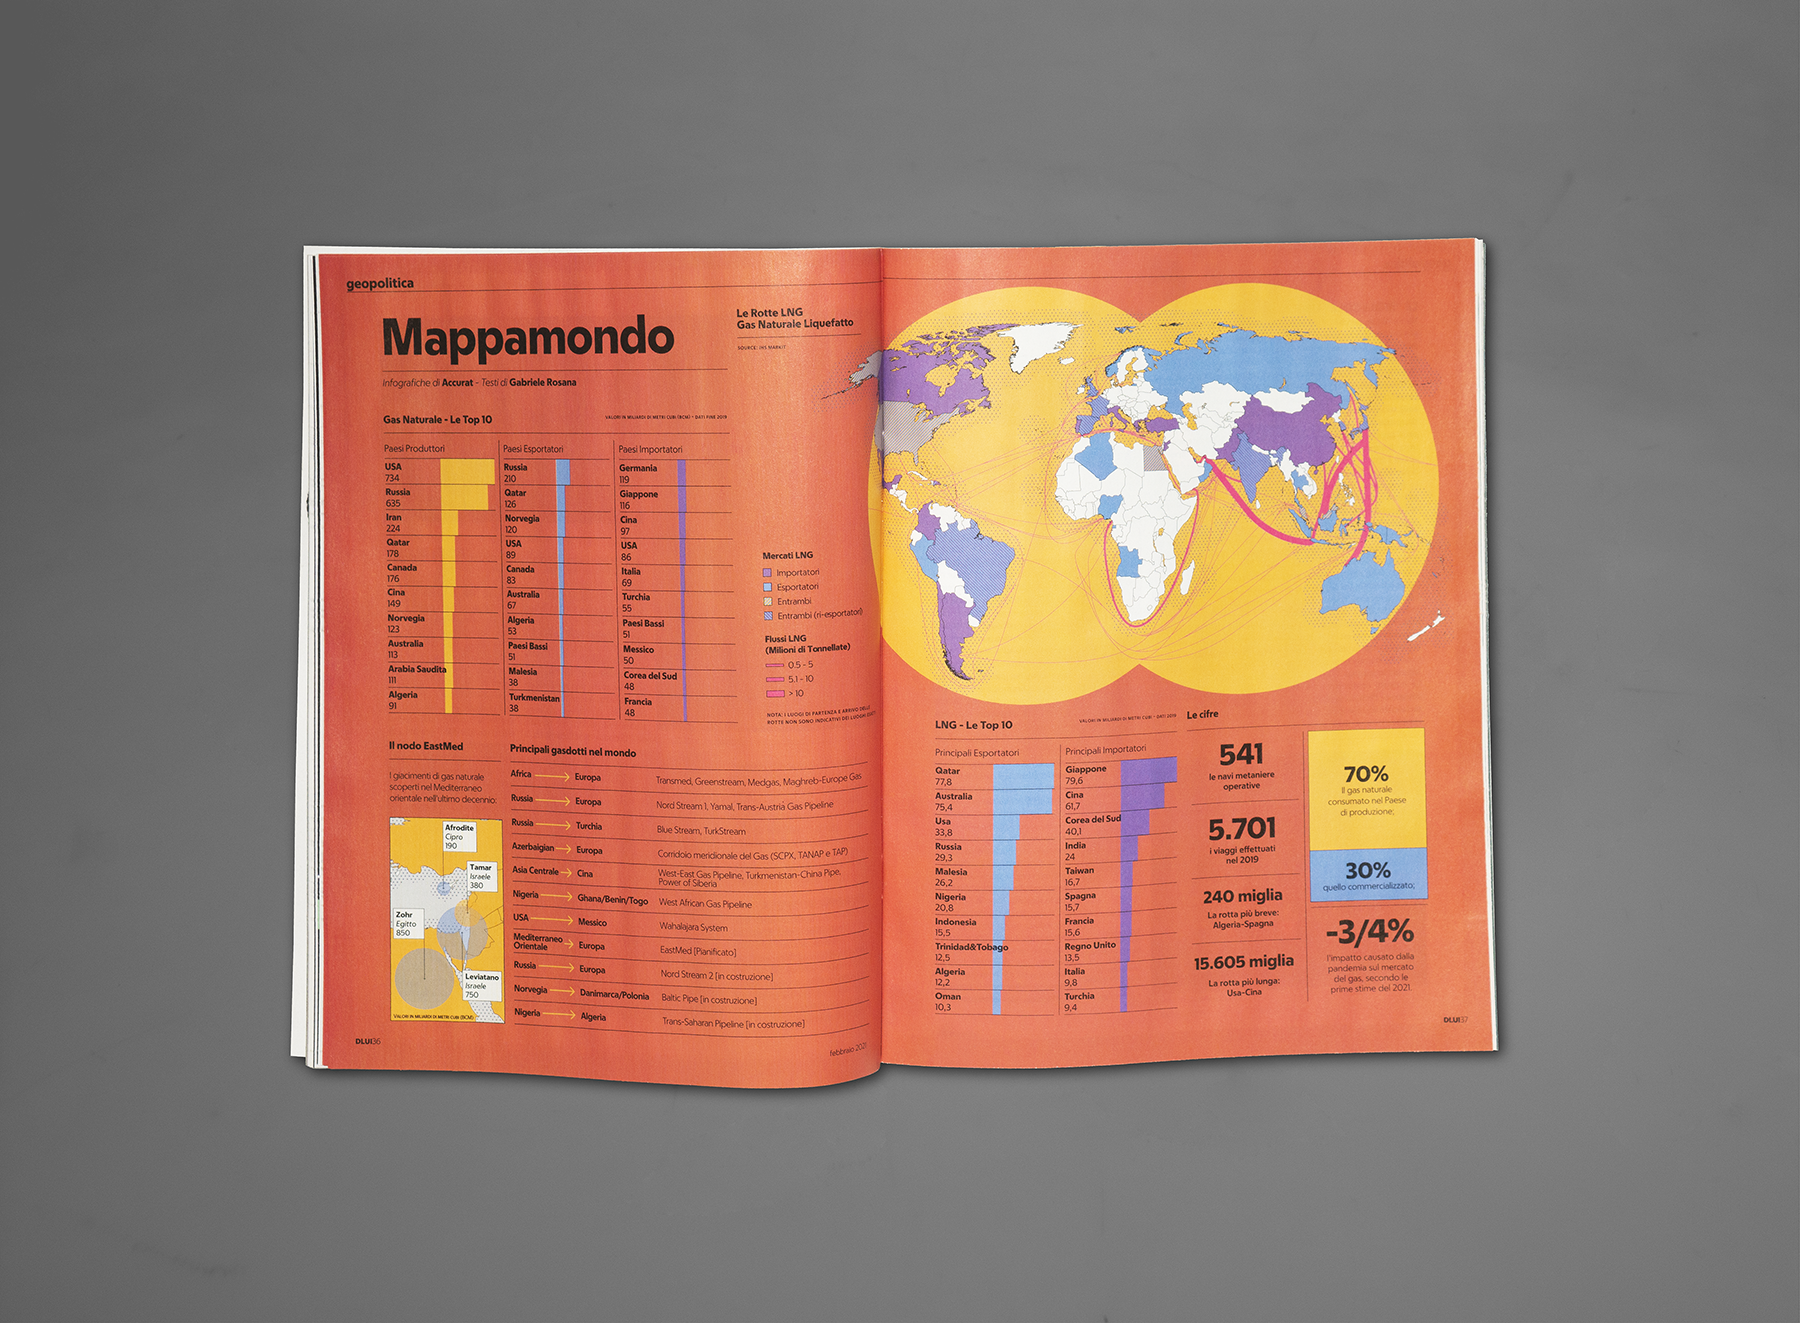 geopolitica
Mappamondo
Infografiche di Accurat - Testi di Gabriele Rosana
Le Rotte LNG
Gas Naturale Liquefatto
SOURCE: IHS MARKIT
Gas Naturale - Le Top 10
VALORI IN MILIARDI DI METRI CUBI (BCM) - DATI FINE 2019
Paesi Produttori
USA
734
Russia
635
Iran
224
Qatar
178
Canada
176
Cina
149
Norvegia
123
Australia
113
Arabia Saudita
111
Algeria
91
Paesi Esportatori
Russia
210
Qatar
126
Norvegia
120
USA
89
Canada
83
Australia
67
Algeria
53
Paesi Bassi
51
Malesia
38
Turkmenistan
38
Paesi Importatori
Germania
119
Giappone
116
Cina
97
USA
86
Italia
69
Turchia
55
Paesi Bassi
51
Messico
50
Corea del Sud
48
Francia
48
Mercati LNG
Importatori
Esportatori
Entrambi
Entrambi (ri-esportatori)
Flussi LNG
(Milioni di Tonnellate)
0.5 - 5
5.1 - 10
> 10
NOTA: I LUOGI DI PARTENZA E ARRIVO DELLE
ROTTE NON SONO INDICATIVI DEI LUOGHI
Il nodo EastMed
I giacimenti di gas naturale
scoperti nel Mediterraneo
orientale nell'ultimo decennio:
Afrodite
Cipro
190
Tamar
Israele
380
Zohr
Egitto
850
Leviatano
Israele
750
VALORI IN MILIARDI DI METRI CUBI (BCM)
Principali gasdotti nel mondo
Africa → Europa Transmed, Greenstream, Medgas, Maghreb-Europe Gas
Russia → Europa Nord Stream 1, Yamal, Trans-Austria Gas Pipeline
Russia → Turchia Blue Stream, TurkStream
Azerbaigian → Europa Corridoio meridionale del Gas (SCPX, TANAP e TAP)
Asia Centrale → Cina West-East Gas Pipeline, Turkmenistan-China Pipe,
Power of Siberia
Nigeria → Ghana/Benin/Togo West African Gas Pipeline
USA → Messico Wahalajara System
Mediterraneo
Orientale → Europa EastMed [Pianificato]
Russia → Europa Nord Stream 2 [in costruzione]
Norvegia → Danimarca/Polonia Baltic Pipe [in costruzione]
Nigeria → Algeria Trans-Saharan Pipeline [in costruzione]
DLUI36
febbraio 2021
LNG - Le Top 10
VALORI IN MILIARDI DI METRI CUBI - DATI 2019
Principali Esportatori
Qatar
77,8
Australia
75,4
Usa
33,8
Russia
29,3
Malesia
26,2
Nigeria
20,8
Indonesia
15,5
Trinidad&Tobago
12,5
Algeria
12,2
Oman
10,3
Principali Importatori
Giappone
79,6
Cina
61,7
Corea del Sud
40,1
India
24
Taiwan
16,7
Spagna
15,7
Francia
15,6
Regno Unito
13,5
Italia
9,8
Turchia
9,4
Le cifre
541
le navi metaniere
operative
5.701
i viaggi effettuati
nel 2019
240 miglia
La rotta più breve:
Algeria-Spagna
15.605 miglia
La rotta più lunga:
Usa-Cina
70%
Il gas naturale
consumato nel Paese
di produzione;
30%
quello commercializzato;
-3/4%
l'impatto causato dalla
pandemia sul mercato
del gas, secondo le
prime stime del 2021.
DLUI37